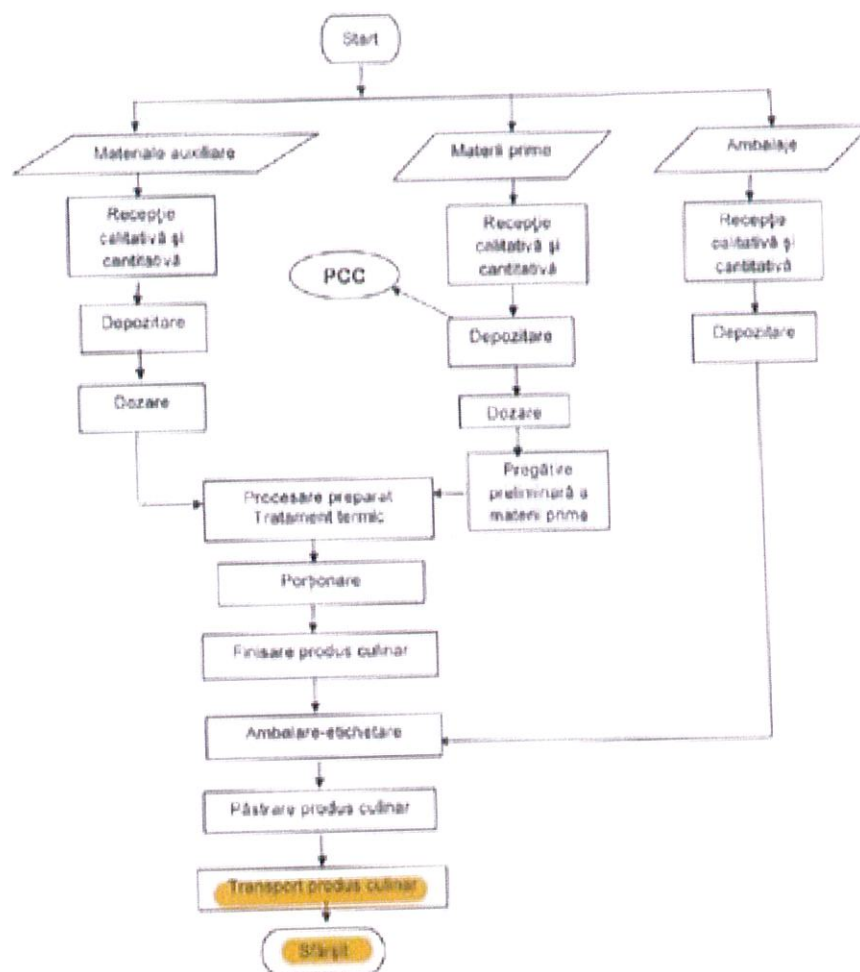 Start
Materiale auxiliare
Materii prime
Ambalaje
Recepție
calitativă și
cantitativă
Recepție
calitativă și
cantitativă
Recepție
calitativă și
cantitativă
PCC
Depozitare
Depozitare
Depozitare
Dozare
Dozare
Pregătire
preliminară a
materii prime
Procesare preparat
Tratament termic
Porționare
Finisare produs culinar
Ambalare-etichetare
Păstrare produs culinar
Transport produs culinar
Sfârșit